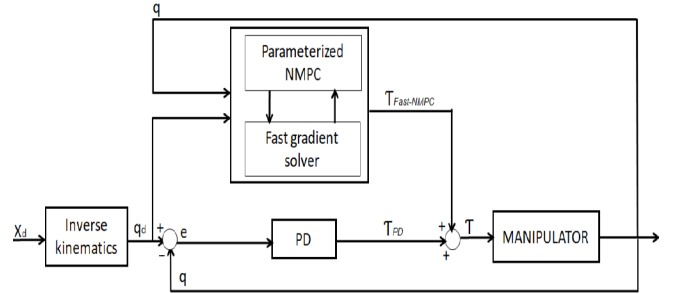 q
Parameterized
NMPC
Fast gradient
solver
τFast-NMPC
Xd
Inverse
kinematics
qd
+
−
e
PD
τPD
+
+
τ
MANIPULATOR
q